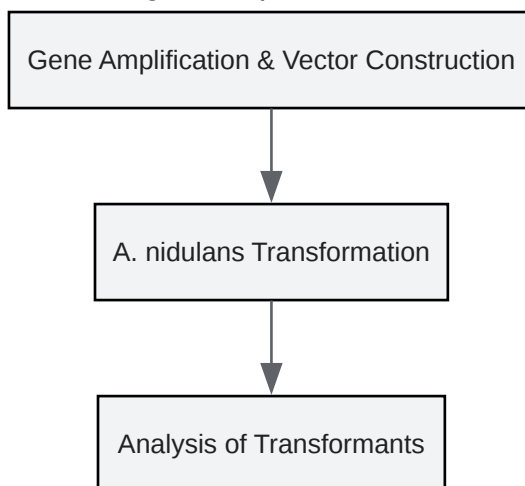 Gene Amplification & Vector Construction
A. nidulans Transformation
Analysis of Transformants